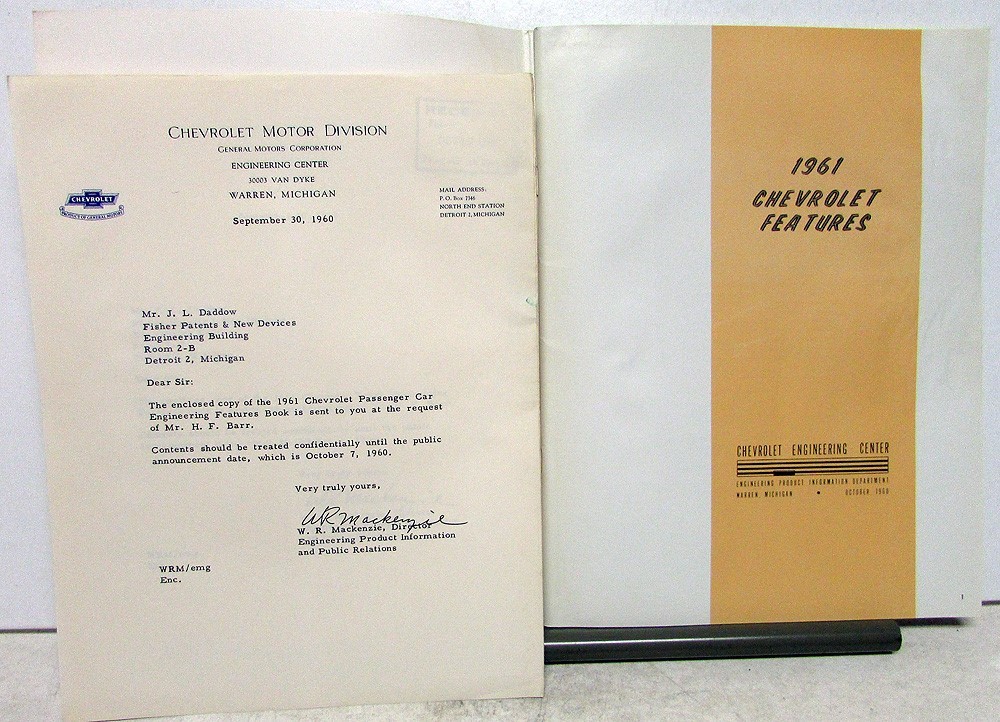 CHEVROLET MOTOR DIVISION
GENERAL MOTORS CORPORATION
ENGINEERING CENTER
30003 VAN DYKE
WARREN, MICHIGAN
September 30, 1960
CHEVROLET
PRODUCT OF GENERAL MOTORS
MAIL ADDRESS:
P.O. Box 7346
NORTH END STATION
DETROIT 2, MICHIGAN
Mr. J. L. Daddow
Fisher Patents & New Devices
Engineering Building
Room 2-B
Detroit 2, Michigan
Dear Sir:
The enclosed copy of the 1961 Chevrolet Passenger Car
Engineering Features Book is sent to you at the request
of Mr. H. F. Barr.
Contents should be treated confidentially until the public
announcement date, which is October 7, 1960.
Very truly yours,
WR Mackenzie
W. R. Mackenzie, Director
Engineering Product Information
and Public Relations
WRM/emg
Enc.
1961
CHEVROLET
FEATURES
CHEVROLET ENGINEERING CENTER
ENGINEERING PRODUCT INFORMATION DEPARTMENT
WARREN MICHIGAN • OCTOBER 1960
1